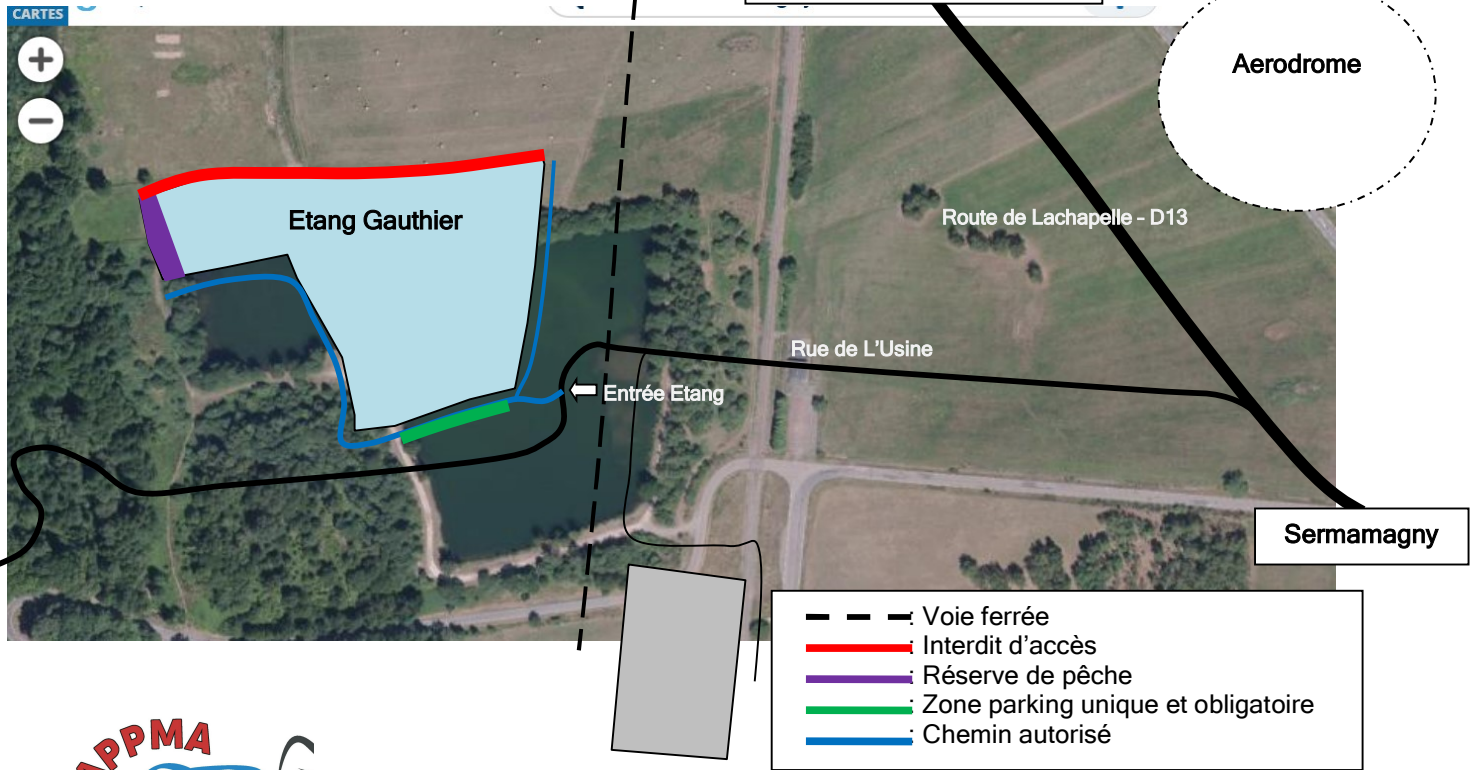 CARTES
Aerodrome
Etang Gauthier
Route de Lachapelle - D13
Rue de L'Usine
Entrée Etang
Sermamagny
: Voie ferrée
: Interdit d'accès
: Réserve de pêche
: Zone parking unique et obligatoire
: Chemin autorisé
APPMA